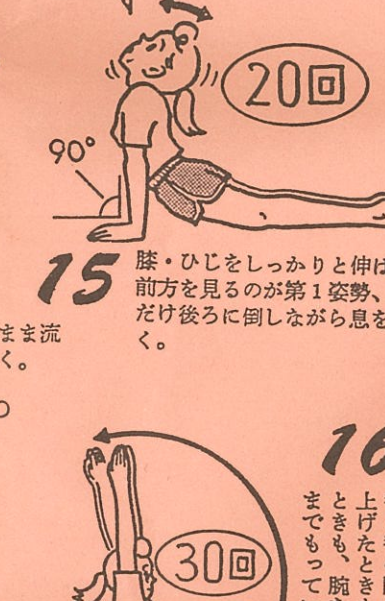 20回
90°
15
膝・ひじをしっかりと伸ば
前方を見るのが第1姿勢、
だけ後ろに倒しながら息を
く。
まま流
く。
16
30回
上げたとき
ときも、腕
までもって